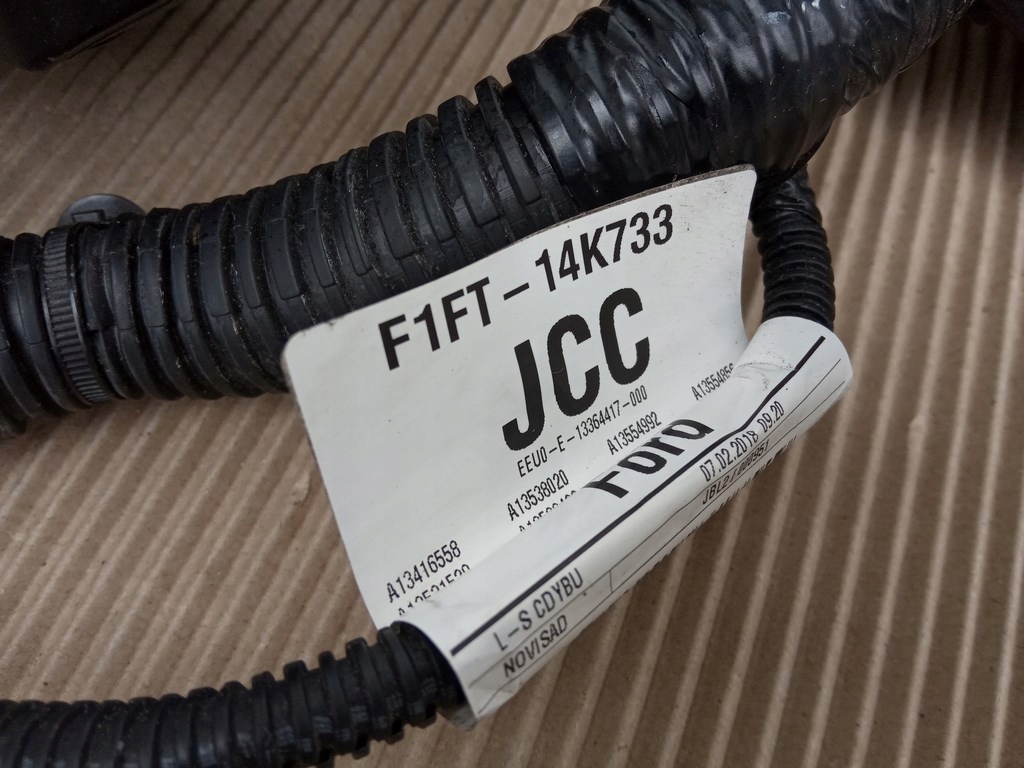 F1FT-14K733
JCC
EEU0-E-13364417-000
A13554992
A13538020
A13416558
Ford
07.02.2018 09:20
L-S CDYBU
NOVISAD